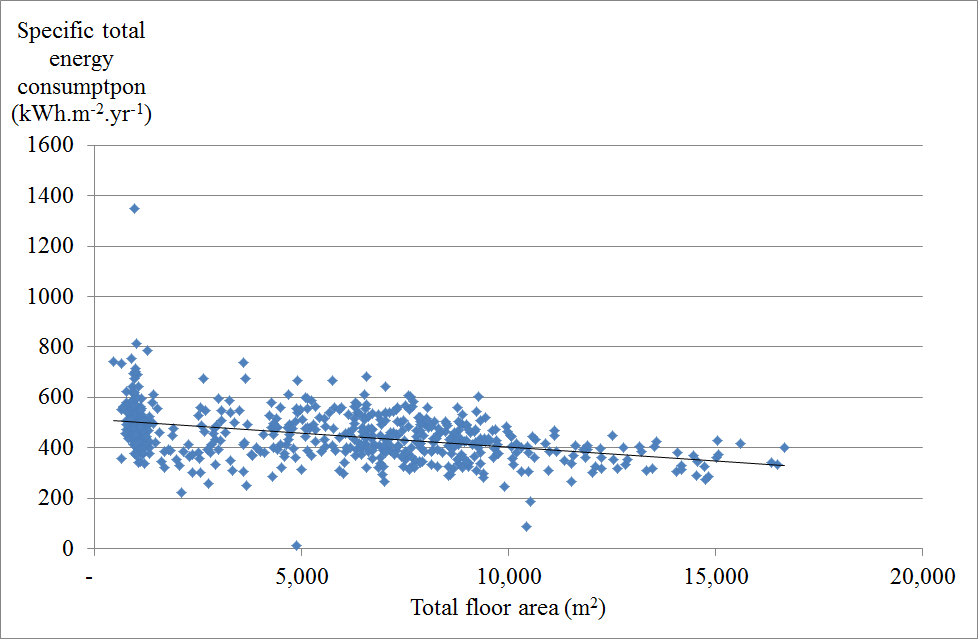 Specific total
energy
consumptpon
(kWh.m-2.yr-1)
1600
1400
1200
1000
800
600
400
200
0
- 5,000 10,000 15,000 20,000
Total floor area (m2)